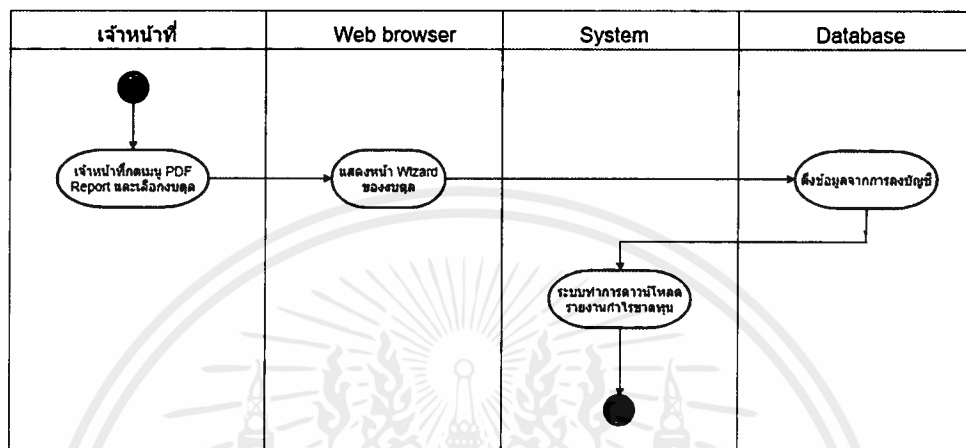 เจ้าหน้าที่
Web browser
System
Database
เจ้าหน้าที่กดเมนู PDF
Report และเลือกงบดุล
แสดงหน้า Wizard
ของงบดุล
ดึงข้อมูลจากการลงบัญชี
ระบบทำการดาวน์โหลด
รายงานกำไรขาดทุน